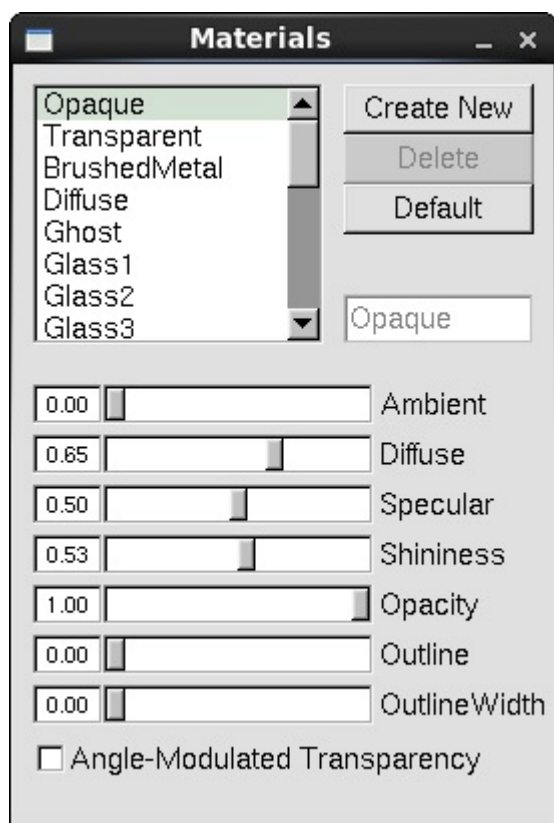 Materials
Opaque
Transparent
BrushedMetal
Diffuse
Ghost
Glass1
Glass2
Glass3
Create New
Delete
Default
Opaque
0.00 Ambient
0.65 Diffuse
0.50 Specular
0.53 Shininess
1.00 Opacity
0.00 Outline
0.00 OutlineWidth
Angle-Modulated Transparency